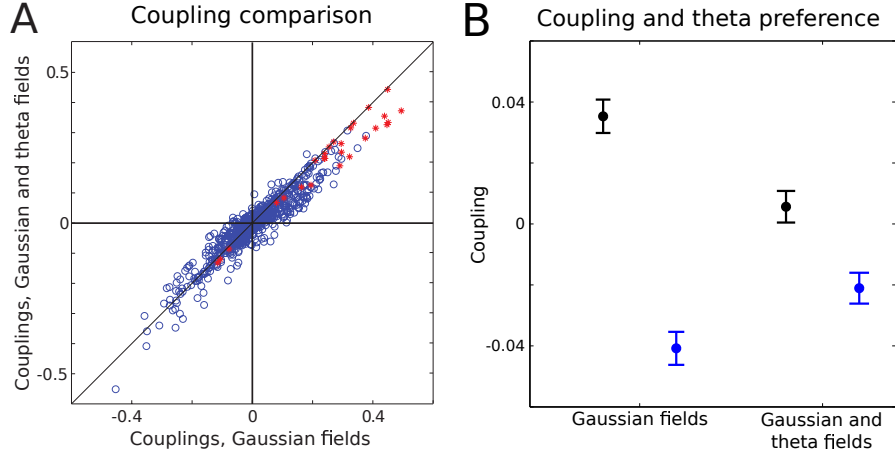 A
Coupling comparison
Couplings, Gaussian and theta fields
0.5
0
-0.5
-0.4
0
0.4
Couplings, Gaussian fields
B
Coupling and theta preference
Coupling
0.04
0
-0.04
Gaussian fields
Gaussian and
theta fields